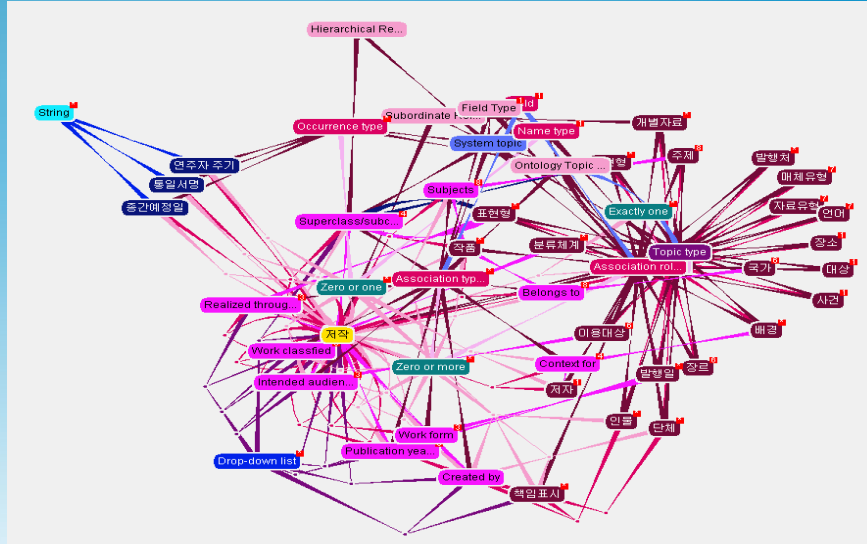 Hierarchical Re...
String
Field Type
ld
Subordinate
Occurrence type
Name type
개별자료
System topic
연주자 주기
Ontology Topic ...
형
주제
발행처
통일서명
Subjects
매체유형
중간예정일
Superclass/subc...
표현형
Exactly one
자료유형
언어
작품
분류체계
Topic type
장소
Association typ...
Association rol...
국가
대상
Zero or one
Belongs to
Realized throug...
사건
저작
이용대상
배경
Work classfied
Zero or more
Context for
장르
Intended audien...
저자
발행일
Work form
인물
단체
Publication yea...
Drop-down list
Created by
책임표시